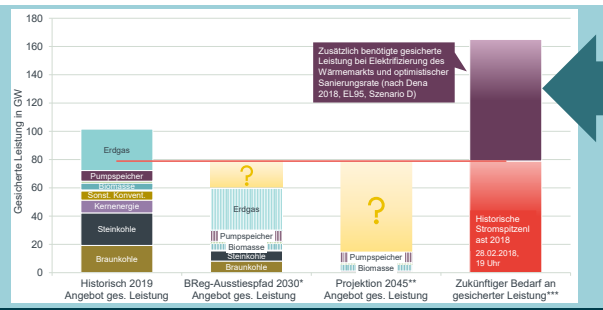 Gesicherte Leistung in GW
180
160
140
120
100
80
60
40
20
0
Erdgas
Pumpspeicher
Biomasse
Sonst. Konvent.
Kernenergie
Steinkohle
Braunkohle
?
Erdgas
Pumpspeicher
Biomasse
Steinkohle
Braunkohle
?
Pumpspeicher
Biomasse
Zusätzlich benötigte gesicherte
Leistung bei Elektrifizierung des
Wärmemarkts und optimistischer
Sanierungsrate (nach Dena
2018, EL95, Szenario D)
Historische
Stromspitzenl
ast 2018
28.02.2018,
19 Uhr
Historisch 2019
Angebot ges. Leistung
BReg-Ausstiespfad 2030*
Angebot ges. Leistung
Projektion 2045**
Angebot ges. Leistung
Zukünftiger Bedarf an
gesicherter Leistung***